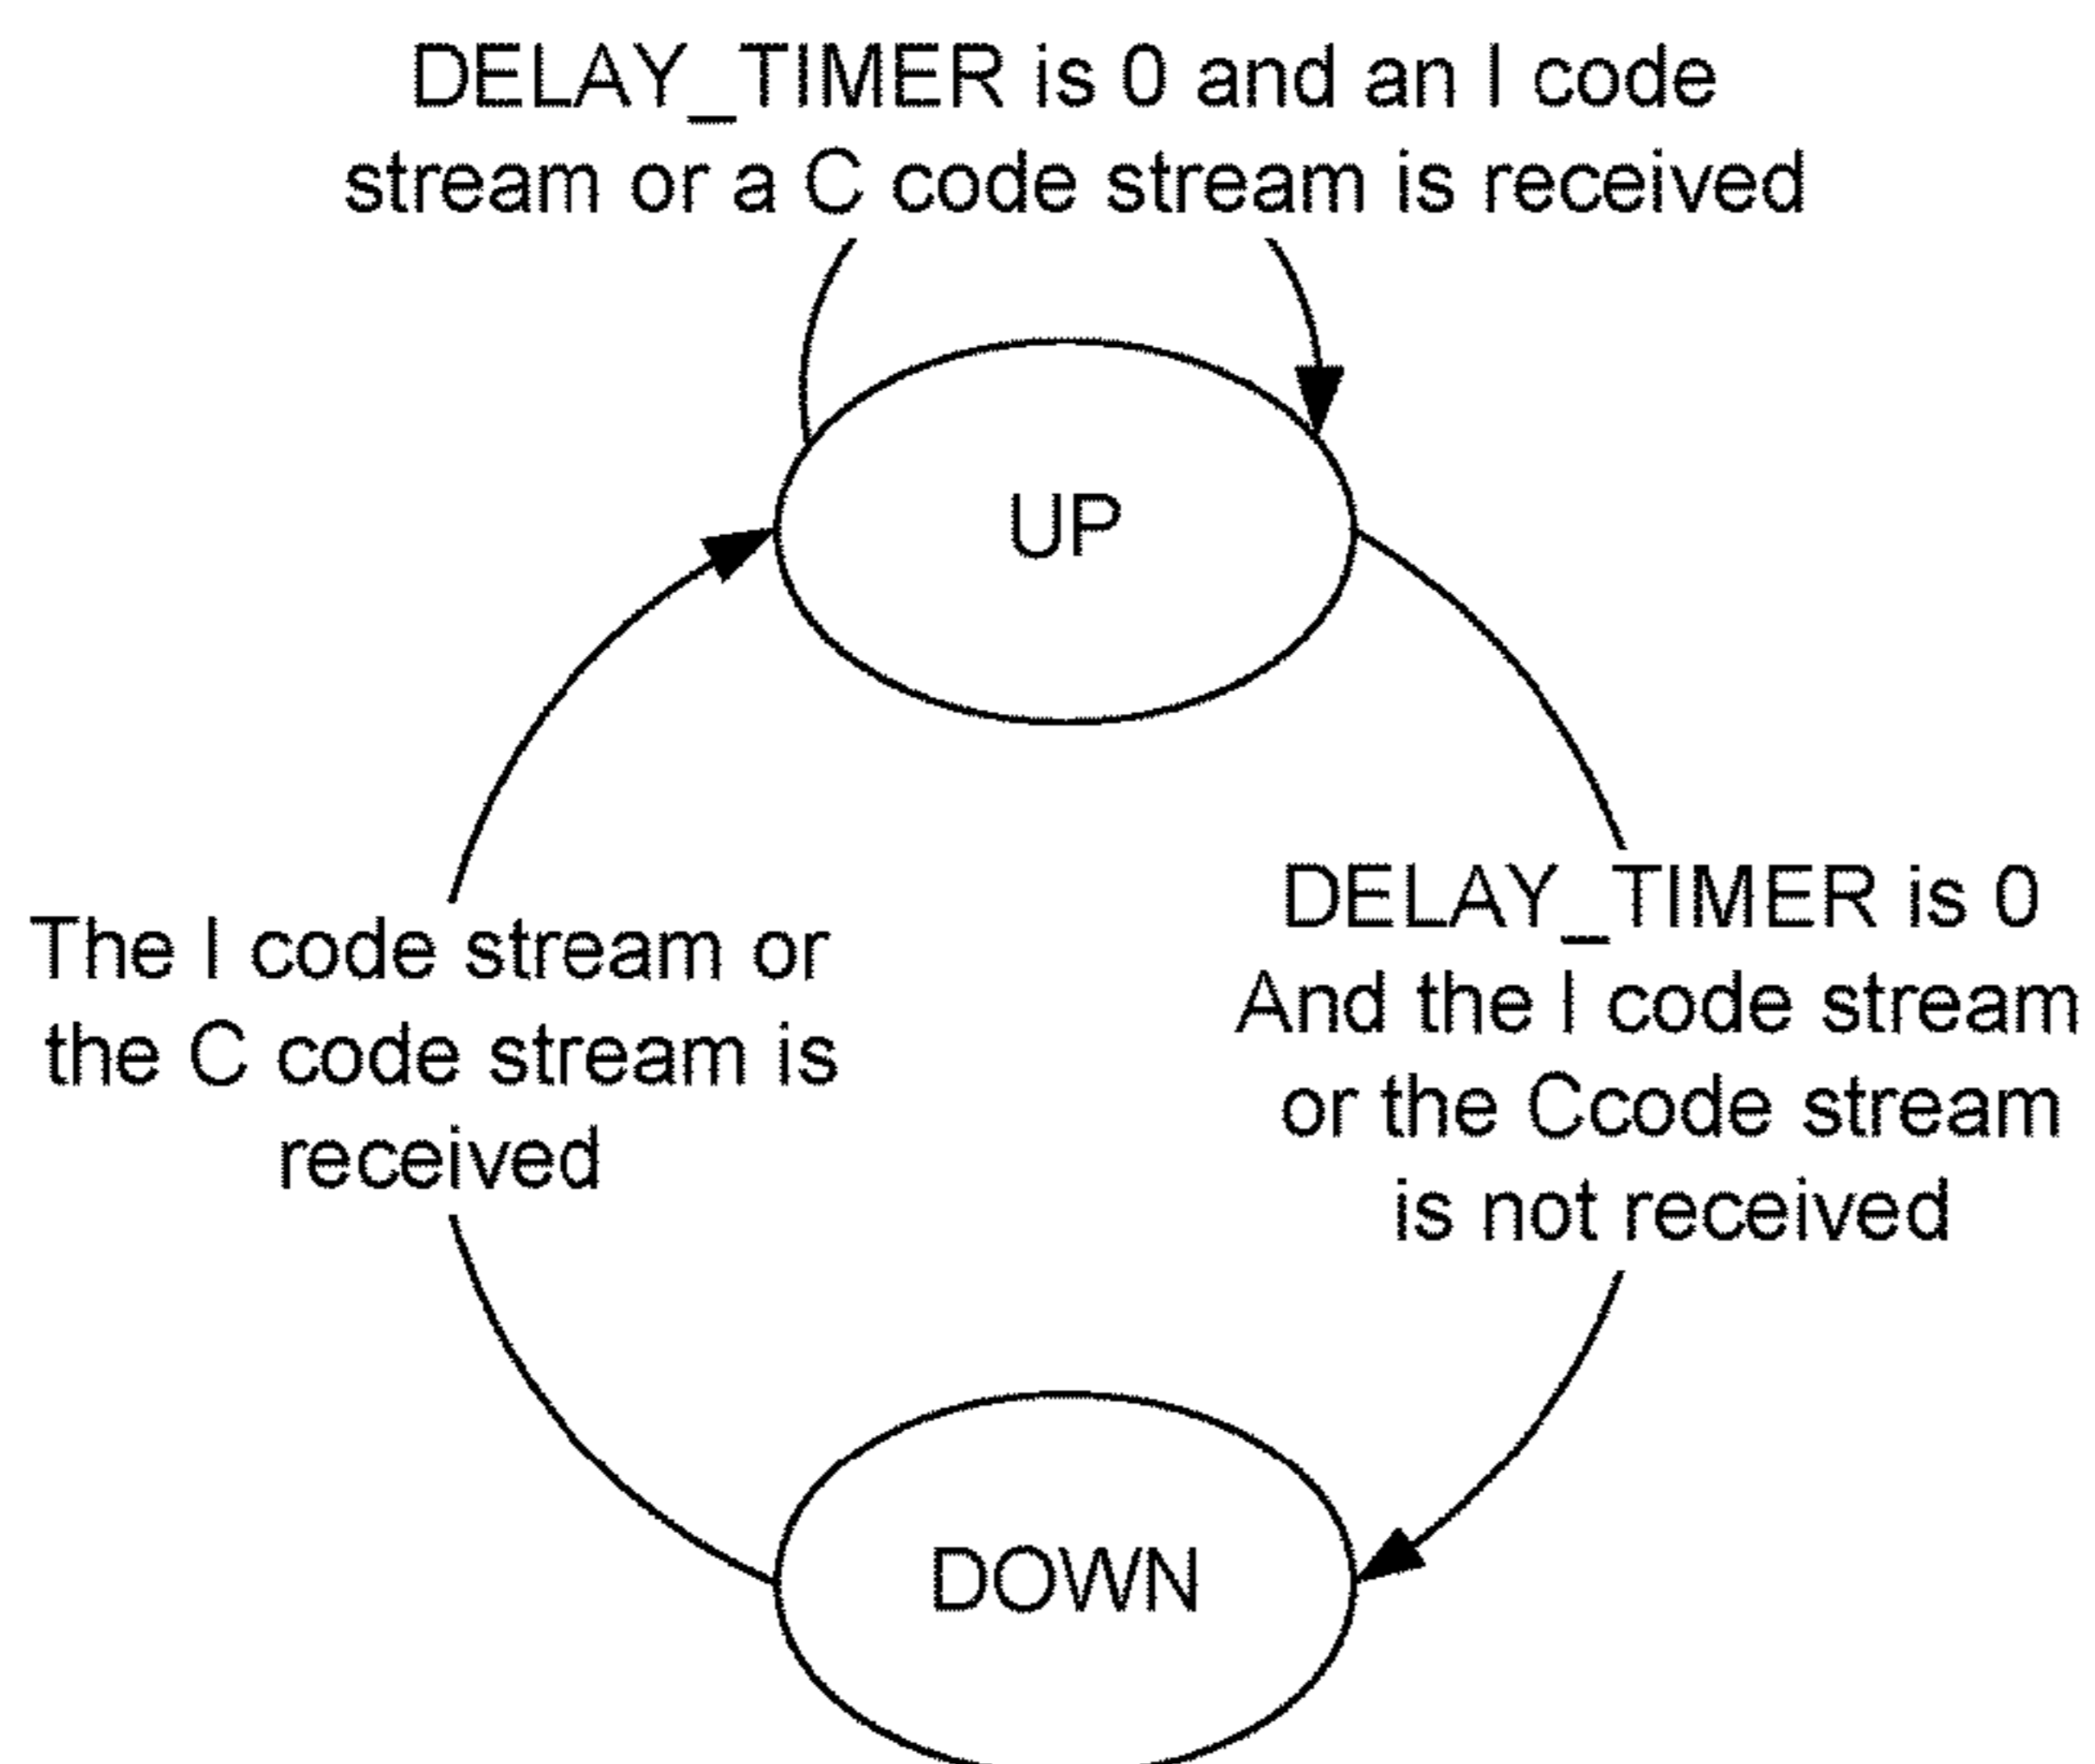 DELAY_TIMER is 0 and an I code
stream or a C code stream is received
UP
The I code stream or
the C code stream is
received
DELAY_TIMER is 0
And the I code stream
or the Ccode stream
is not received
DOWN